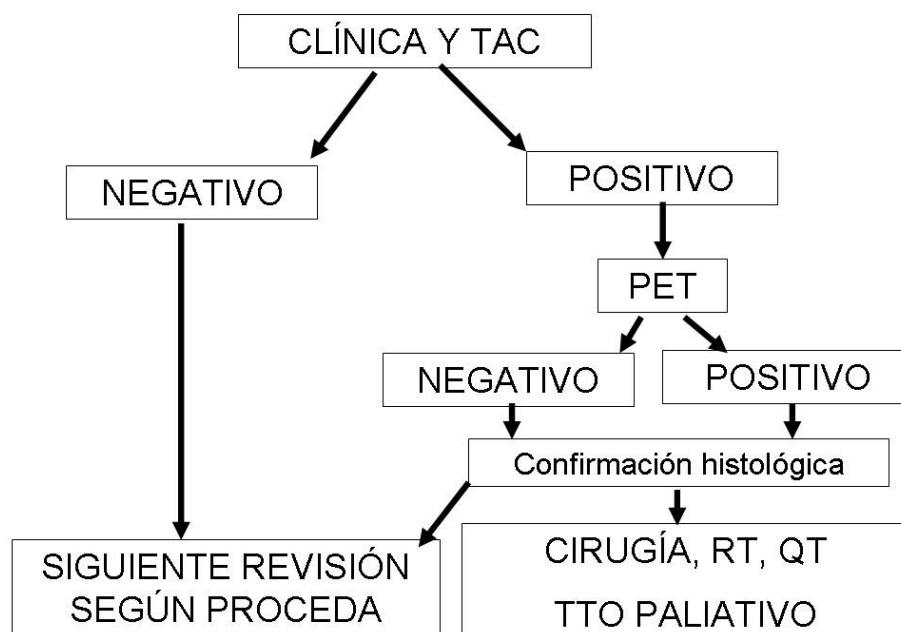 CLÍNICA Y TAC
NEGATIVO
POSITIVO
PET
NEGATIVO
POSITIVO
Confirmación histológica
SIGUIENTE REVISIÓN
SEGÚN PROCEDA
CIRUGÍA, RT, QT
TTO PALIATIVO